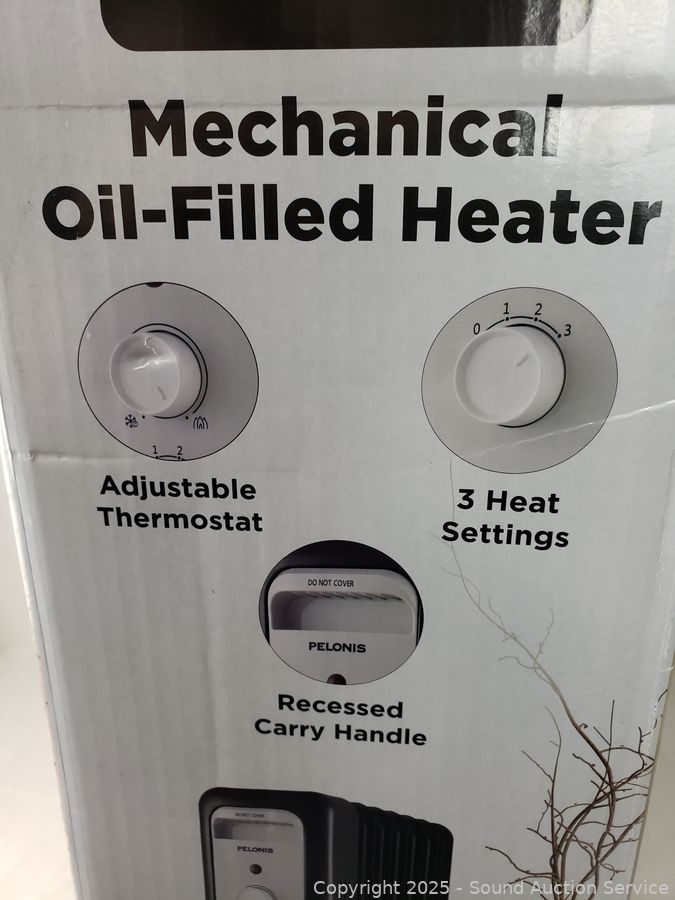 Mechanical
Oil-Filled Heater
0 1 2 3
1 2
Adjustable
Thermostat
3 Heat
Settings
DO NOT COVER
PELONIS
Recessed
Carry Handle
DO NOT COVER
PELONIS
Copyright 2025 - Sound Auction Service